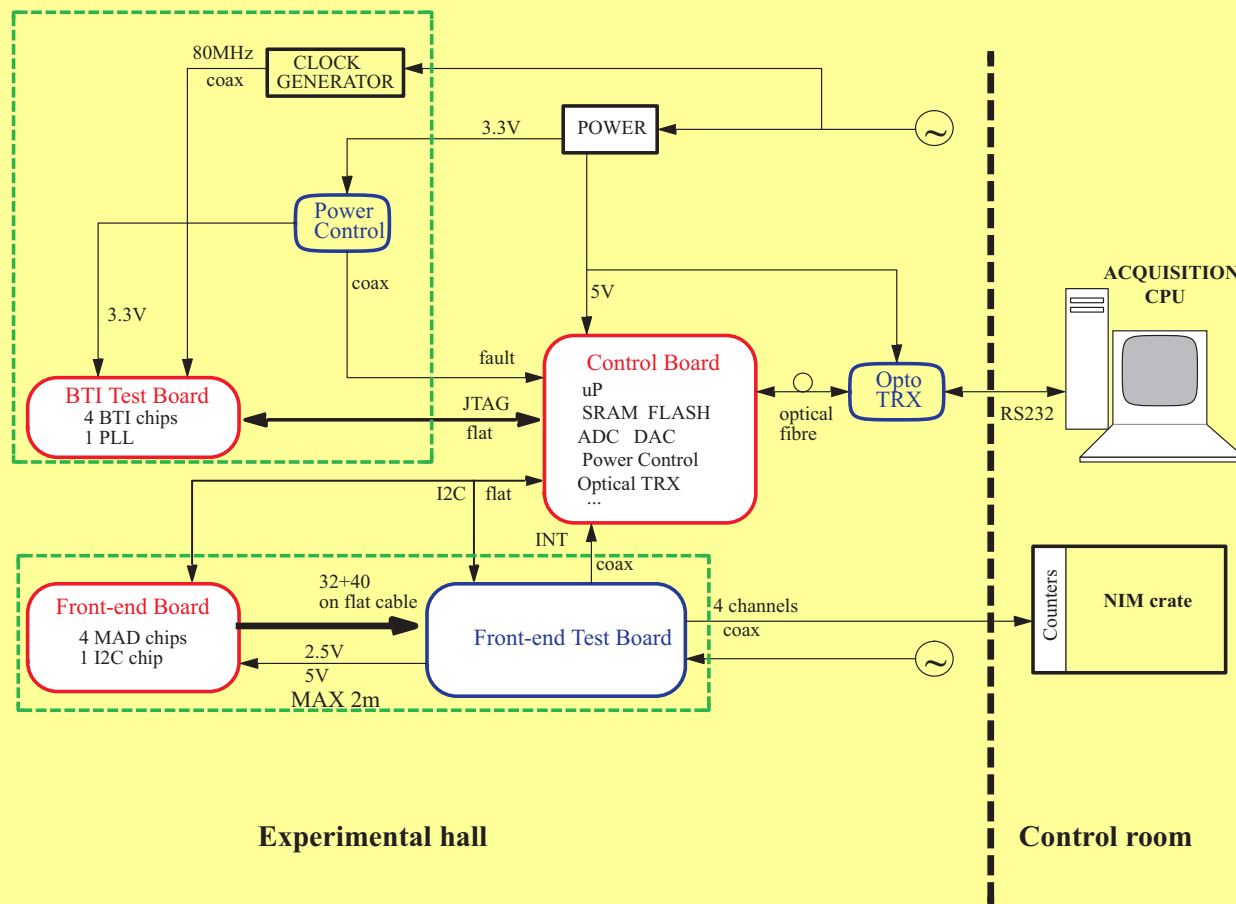 80MHz
coax
CLOCK
GENERATOR
3.3V
POWER
~
Power
Control
coax
3.3V
5V
ACQUISITION
CPU
fault
Control Board
uP
SRAM FLASH
ADC DAC
Power Control
Optical TRX
...
optical
fibre
Opto
TRX
RS232
BTI Test Board
4 BTI chips
1 PLL
JTAG
flat
I2C flat
INT
coax
Front-end Board
4 MAD chips
1 I2C chip
32+40
on flat cable
2.5V
5V
MAX 2m
Front-end Test Board
4 channels
coax
~
Counters
NIM crate
Experimental hall
Control room